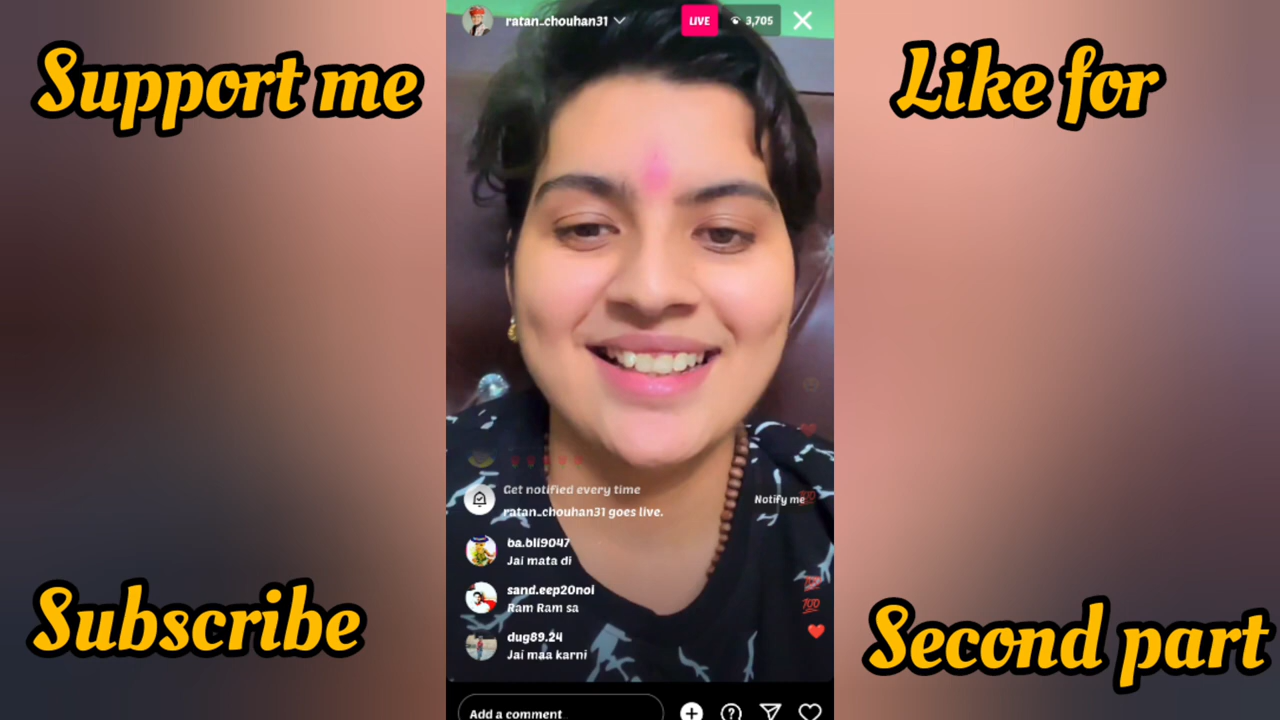 ratan_chouhan31
LIVE
3,705
Support me
Like for
Get notified every time
ratan_chouhan31 goes live.
Notify me
ba.bli9047
Jai mata di
sand.eep20noi
Ram Ram sa
dug89.24
Jai maa karni
Subscribe
Second part
Add a comment